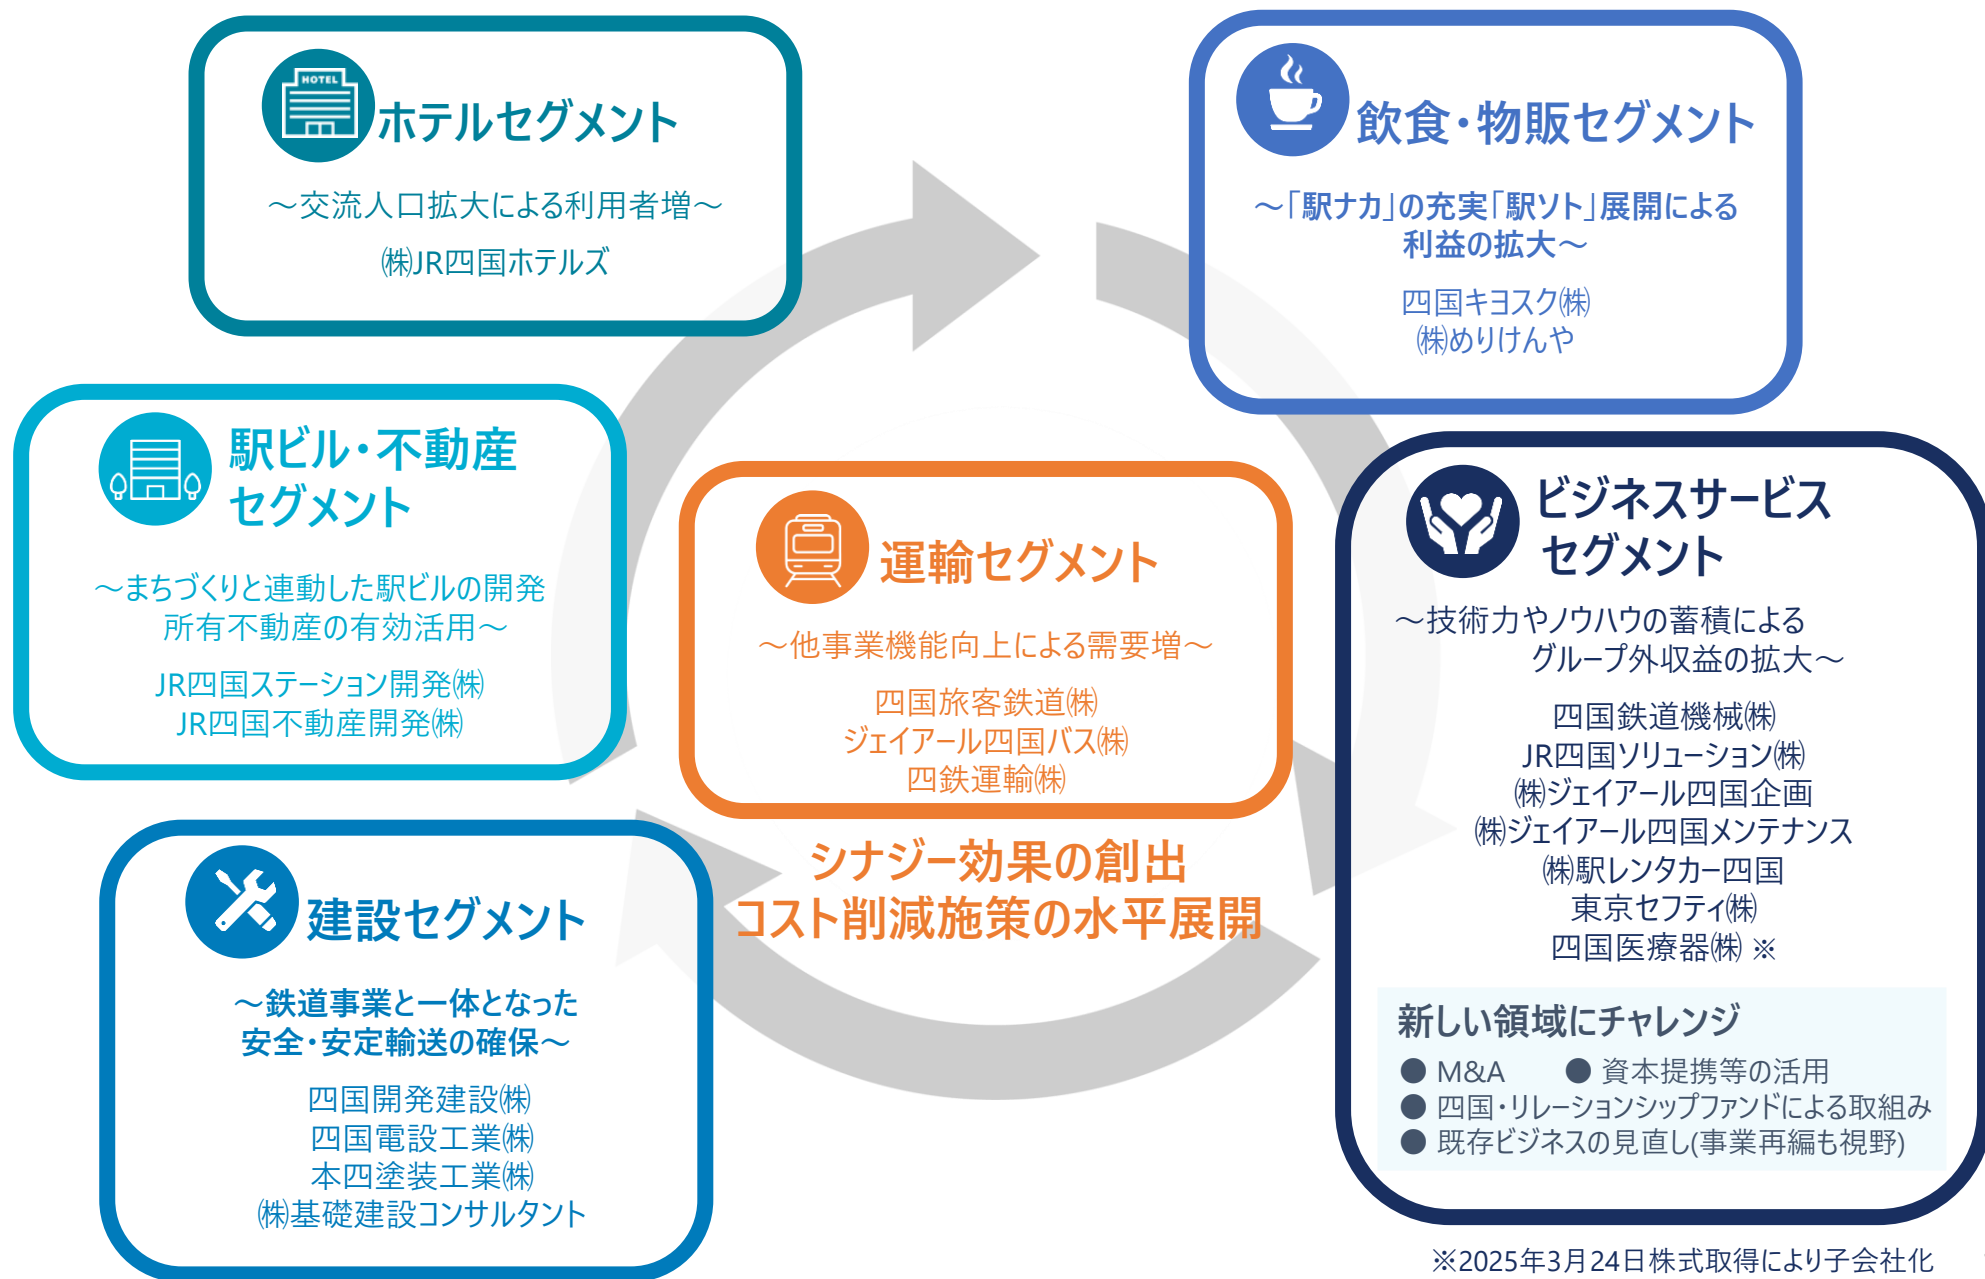 HOTEL
ホテルセグメント
～交流人口拡大による利用者増～
㈱JR四国ホテルズ
飲食・物販セグメント
～「駅ナカ」の充実「駅ソト」展開による
利益の拡大～
四国キヨスク㈱
㈱めりけんや
駅ビル・不動産
セグメント
～まちづくりと連動した駅ビルの開発
所有不動産の有効活用～
JR四国ステーション開発㈱
JR四国不動産開発㈱
運輸セグメント
～他事業機能向上による需要増～
四国旅客鉄道㈱
ジェイアール四国バス㈱
四鉄運輸㈱
シナジー効果の創出
コスト削減施策の水平展開
ビジネスサービス
セグメント
～技術力やノウハウの蓄積による
グループ外収益の拡大～
四国鉄道機械㈱
JR四国ソリューション㈱
㈱ジェイアール四国企画
㈱ジェイアール四国メンテナンス
㈱駅レンタカー四国
東京セフティ㈱
四国医療器㈱ ※
新しい領域にチャレンジ
● M&A ● 資本提携等の活用
● 四国・リレーションシップファンドによる取組み
● 既存ビジネスの見直し(事業再編も視野)
建設セグメント
～鉄道事業と一体となった
安全・安定輸送の確保～
四国開発建設㈱
四国電設工業㈱
本四塗装工業㈱
㈱基礎建設コンサルタント
※2025年3月24日株式取得により子会社化